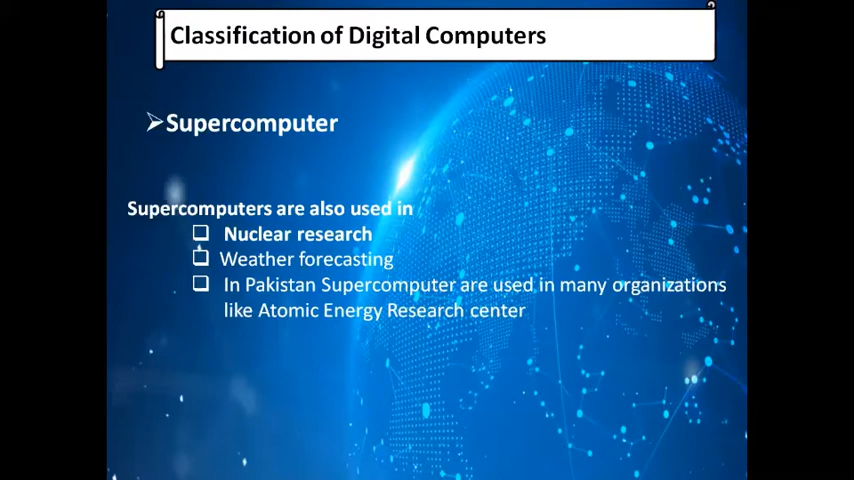 Classification of Digital Computers
Supercomputer
Supercomputers are also used in
Nuclear research
Weather forecasting
In Pakistan Supercomputer are used in many organizations
like Atomic Energy Research center